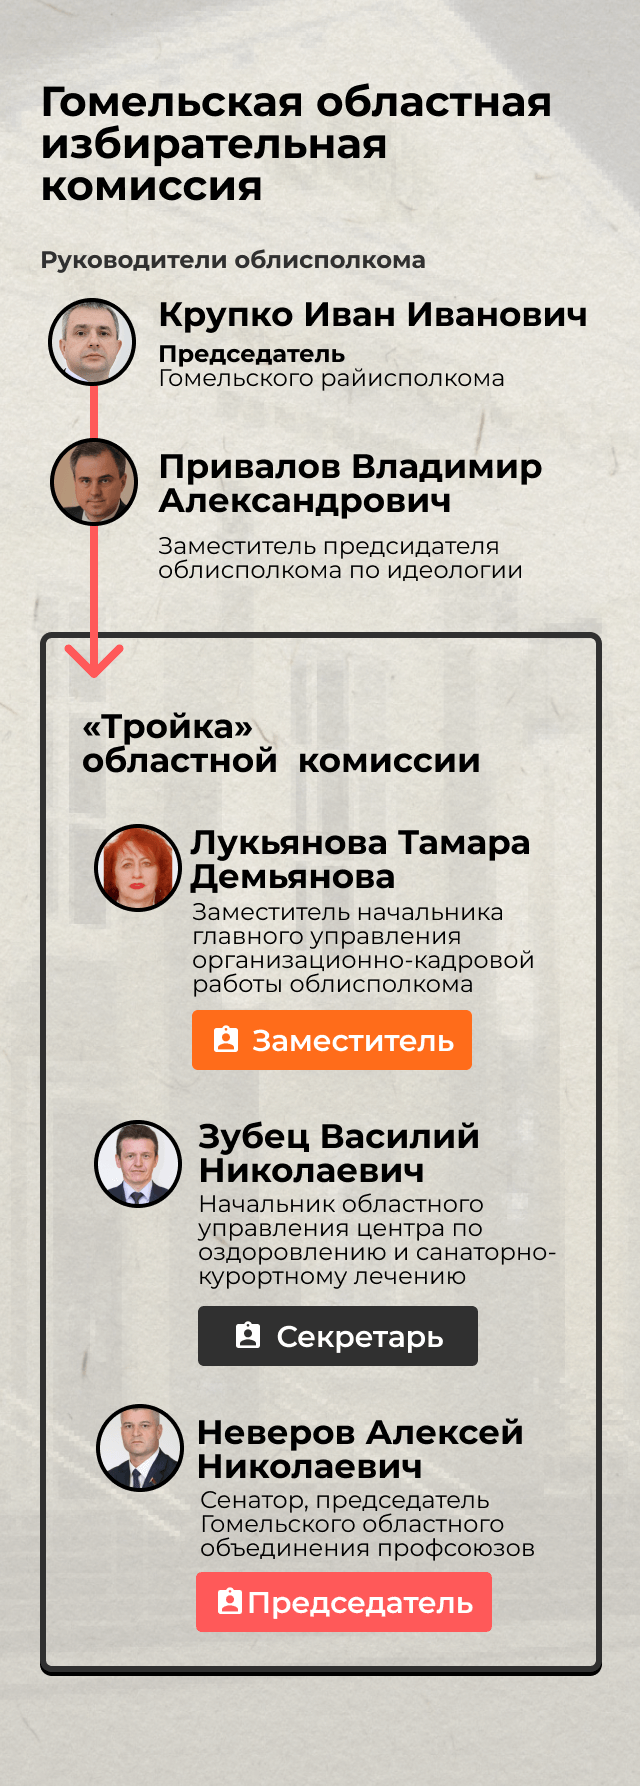 Гомельская областная
избирательная
комиссия
Руководители облисполкома
Крупко Иван Иванович
Председатель
Гомельского райисполкома
Привалов Владимир
Александрович
Заместитель предсидателя
облисполкома по идеологии
«Тройка»
областной комиссии
Лукьянова Тамара
Демьянова
Заместитель начальника
главного управления
организационно-кадровой
работы облисполкома
Заместитель
Зубец Василий
Николаевич
Начальник областного
управления центра по
оздоровлению и санаторно-
курортному лечению
Секретарь
Неверов Алексей
Николаевич
Сенатор, председатель
Гомельского областного
объединения профсоюзов
Председатель